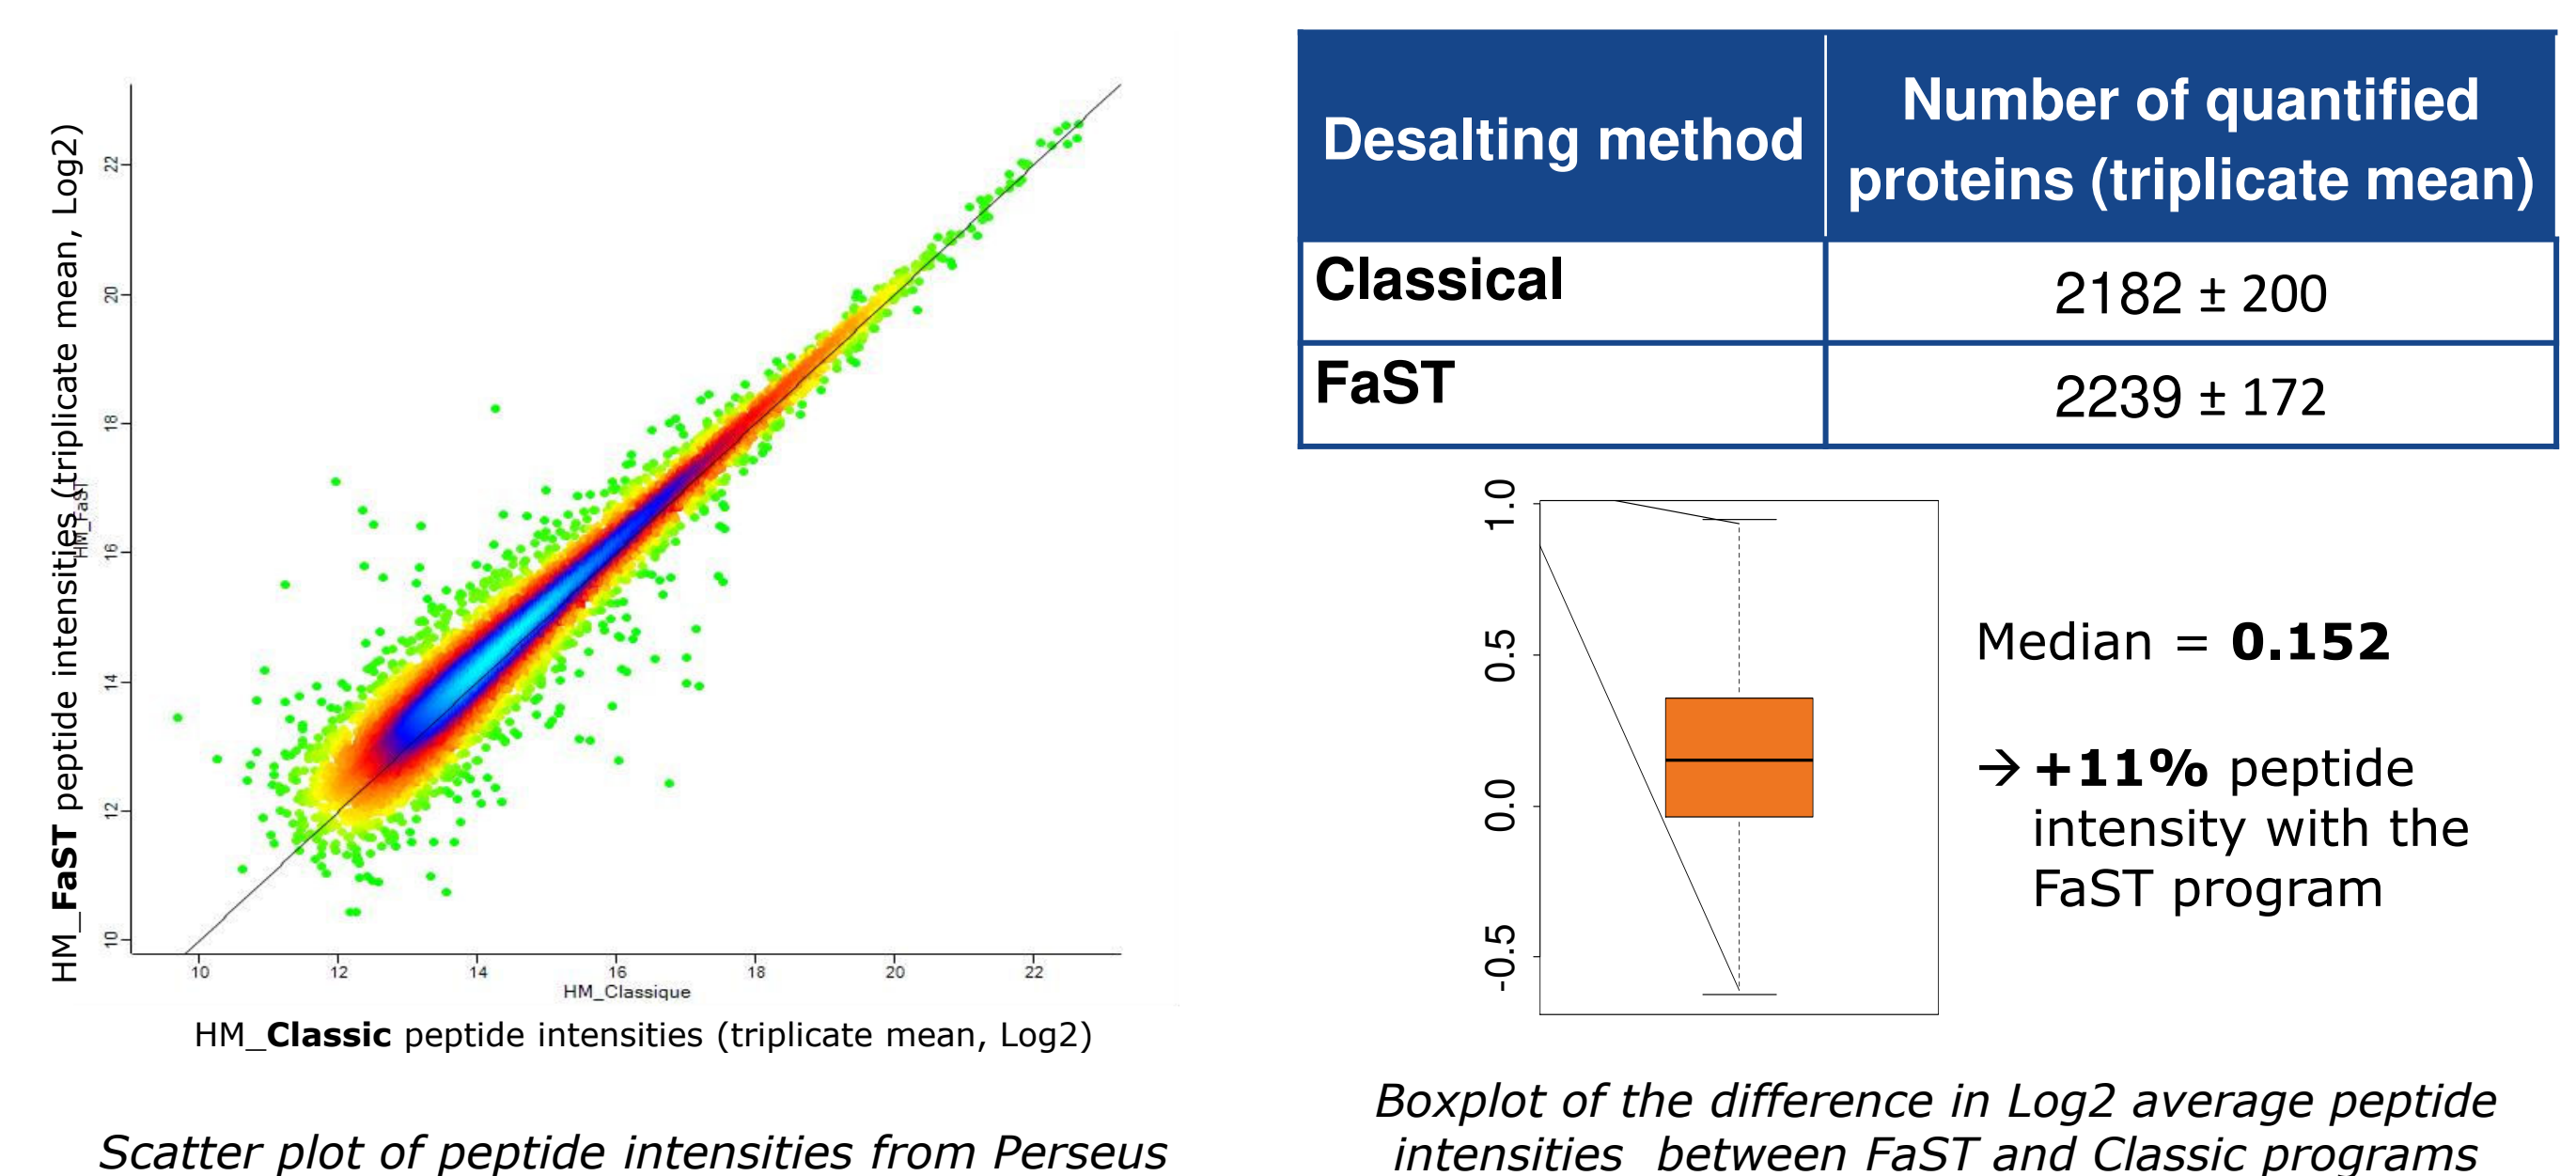 HM_FaST peptide intensities (triplicate mean, Log2)
HM_FaST
22
20
18
16
14
12
10
10 12 14 16 18 20 22
HM_Classique
HM_Classic peptide intensities (triplicate mean, Log2)
Scatter plot of peptide intensities from Perseus
Desalting method
Number of quantified
proteins (triplicate mean)
Classical
2182 ± 200
FaST
2239 ± 172
1.0
0.5
0.0
-0.5
Median = 0.152
→ +11% peptide
intensity with the
FaST program
Boxplot of the difference in Log2 average peptide
intensities between FaST and Classic programs